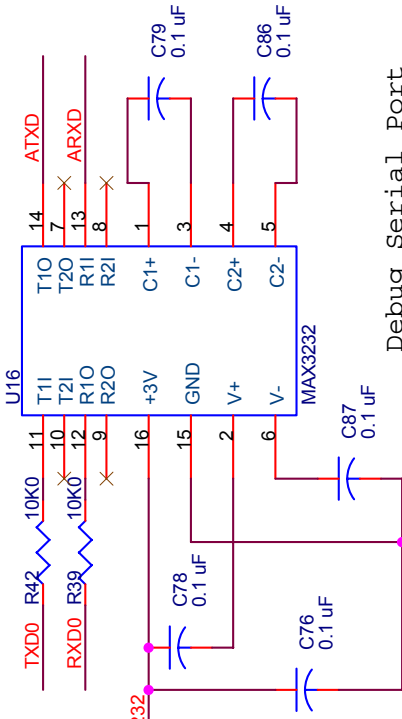 U16
TXD0
R42
10K0
11
T1I
T1O
14
ATXD
10
T2I
T2O
7
RXD0
R39
10K0
12
R1O
R1I
13
ARXD
9
R2O
R2I
8
16
+3V
C1+
1
C79
0.1 uF
15
GND
C1-
3
2
V+
C2+
4
C86
0.1 uF
6
V-
C2-
5
MAX3232
C78
0.1 uF
C87
0.1 uF
C76
0.1 uF
232
Debug Serial Port